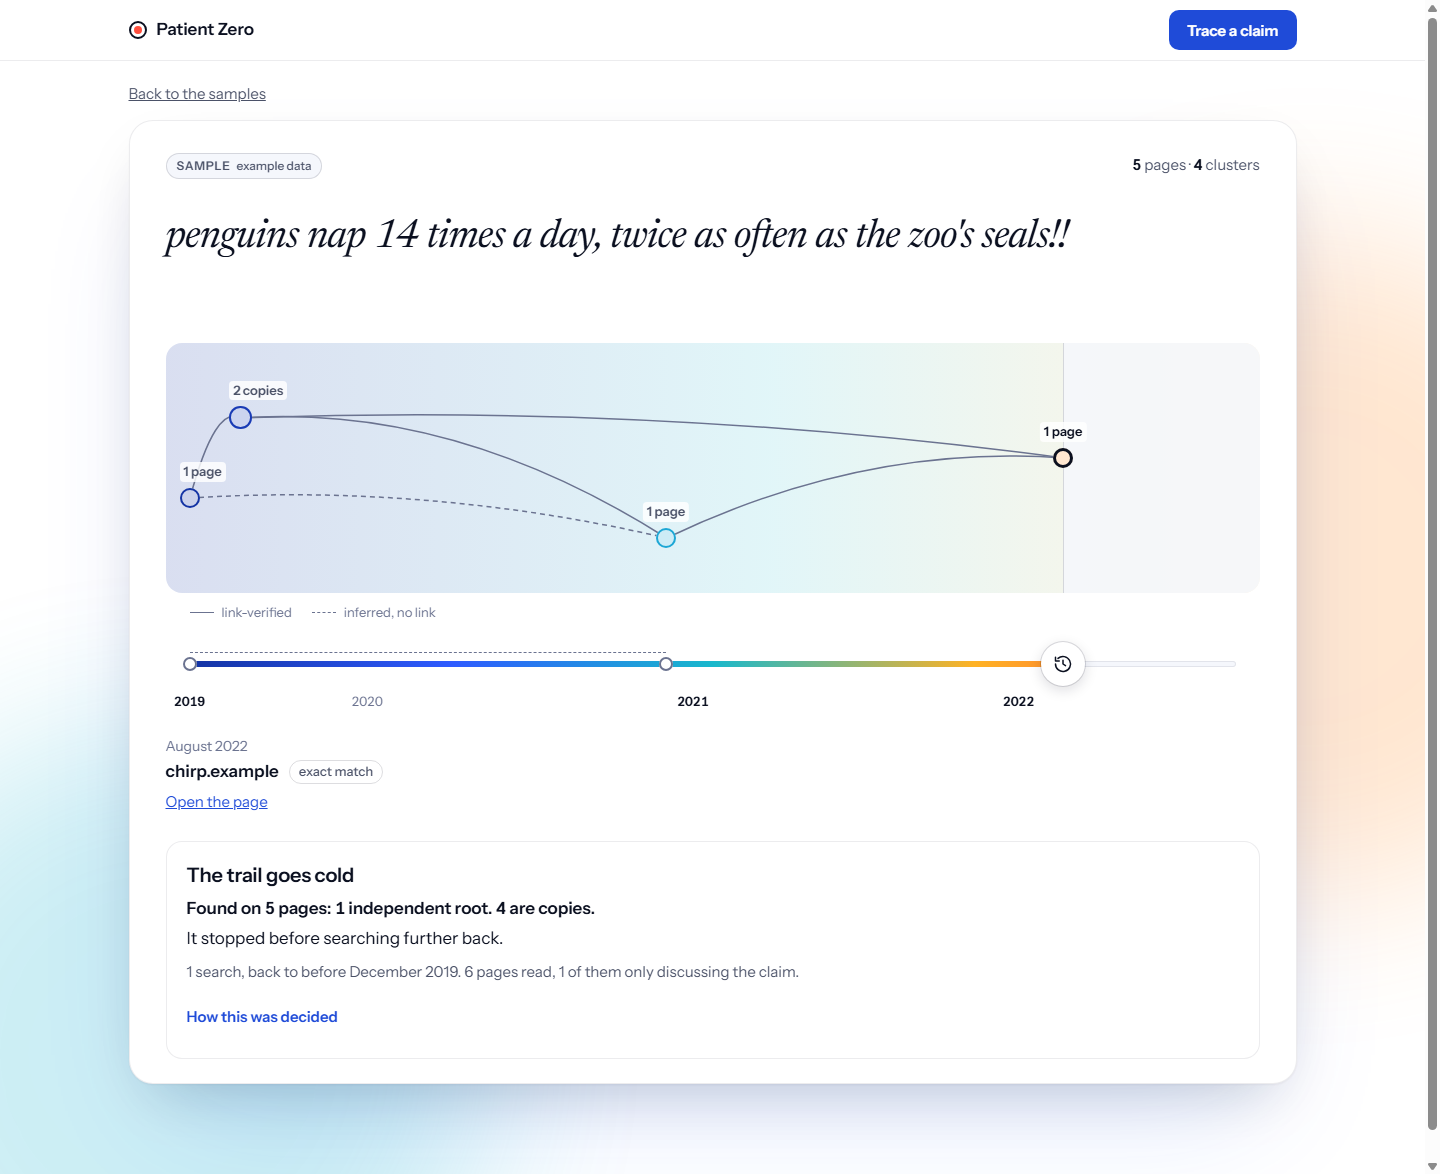 Patient Zero
Trace a claim
Back to the samples
SAMPLE example data
5 pages · 4 clusters
penguins nap 14 times a day, twice as often as the zoo's seals!!
2 copies
1 page
1 page
1 page
link-verified
inferred, no link
2019
2020
2021
2022
August 2022
chirp.example
exact match
Open the page
The trail goes cold
Found on 5 pages: 1 independent root. 4 are copies.
It stopped before searching further back.
1 search, back to before December 2019. 6 pages read, 1 of them only discussing the claim.
How this was decided